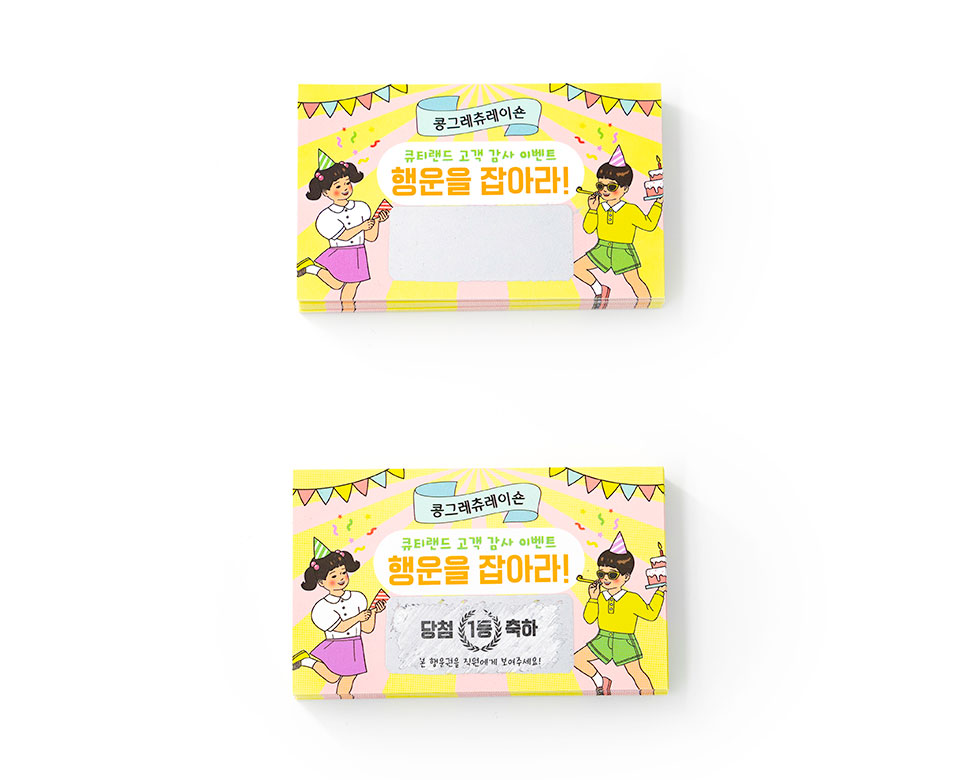 콩그레츄레이숀
큐티랜드 고객 감사 이벤트
행운을 잡아라!
콩그레츄레이숀
큐티랜드 고객 감사 이벤트
행운을 잡아라!
당첨 1등 축하
본 행운권을 직원에게 보여주세요!